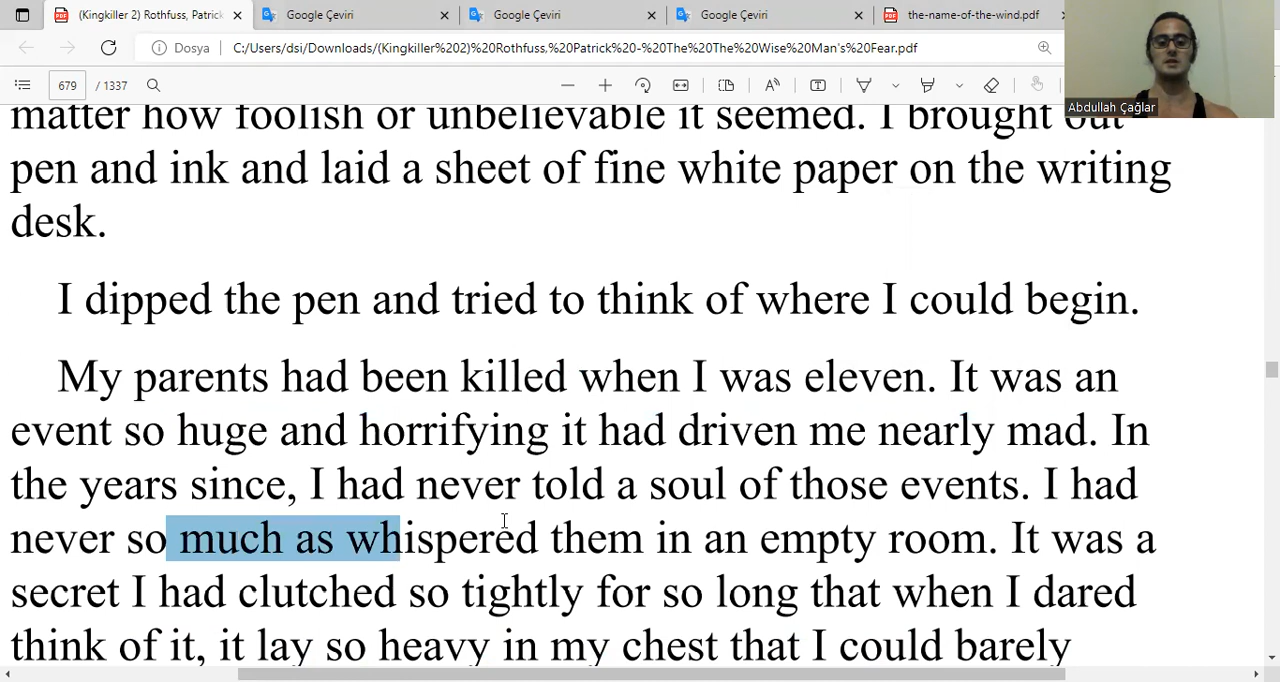 (Kingkiller 2) Rothfuss, Patrick
Google Çeviri
Google Çeviri
Google Çeviri
the-name-of-the-wind.pdf
Dosya
C:/Users/dsi/Downloads/(Kingkiller%202)%20Rothfuss,%20Patrick%20-%20The%20The%20Wise%20Man's%20Fear.pdf
679 / 1337
Abdullah Çağlar
matter how foolish or unbelievable it seemed. I brought out
pen and ink and laid a sheet of fine white paper on the writing
desk.
I dipped the pen and tried to think of where I could begin.
My parents had been killed when I was eleven. It was an
event so huge and horrifying it had driven me nearly mad. In
the years since, I had never told a soul of those events. I had
never so much as whispered them in an empty room. It was a
secret I had clutched so tightly for so long that when I dared
think of it, it lay so heavy in my chest that I could barely